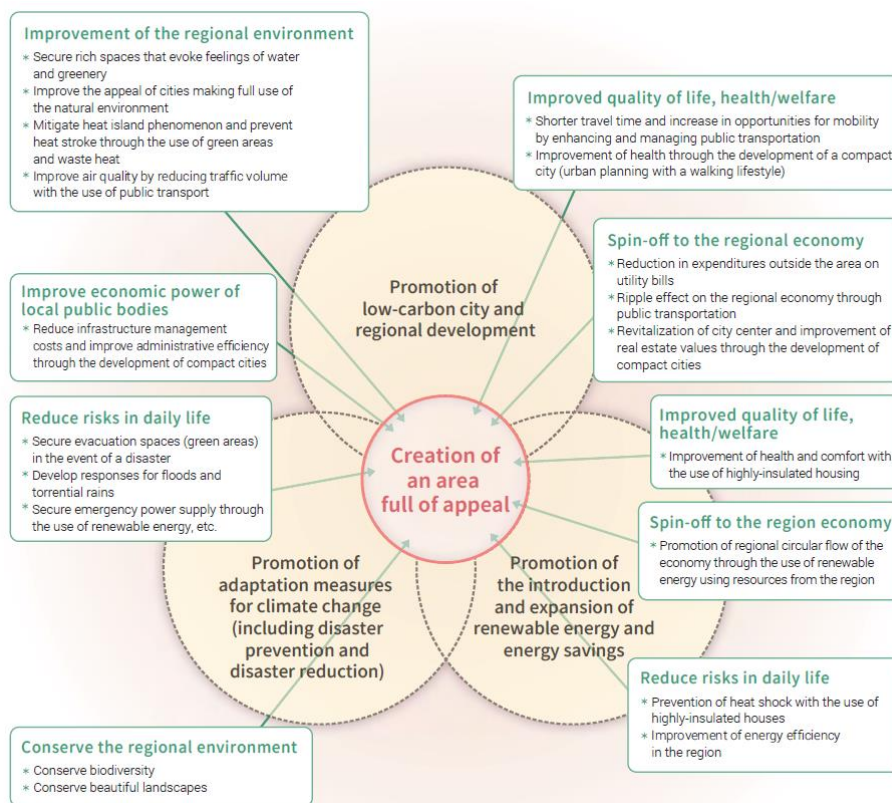 Improvement of the regional environment
* Secure rich spaces that evoke feelings of water
and greenery
* Improve the appeal of cities making full use of
the natural environment
* Mitigate heat island phenomenon and prevent
heat stroke through the use of green areas
and waste heat
* Improve air quality by reducing traffic volume
with the use of public transport
Improved quality of life, health/welfare
* Shorter travel time and increase in opportunities for mobility
by enhancing and managing public transportation
* Improvement of health through the development of a compact
city (urban planning with a walking lifestyle)
Spin-off to the regional economy
* Reduction in expenditures outside the area on
utility bills
* Ripple effect on the regional economy through
public transportation
* Revitalization of city center and improvement of
real estate values through the development of
compact cities
Promotion of
low-carbon city and
regional development
Improve economic power of
local public bodies
* Reduce infrastructure management
costs and improve administrative efficiency
through the development of compact cities
Reduce risks in daily life
* Secure evacuation spaces (green areas)
in the event of a disaster
* Develop responses for floods and
torrential rains
* Secure emergency power supply through
the use of renewable energy, etc.
Creation of
an area
full of appeal
Improved quality of life,
health/welfare
* Improvement of health and comfort with
the use of highly-insulated housing
Spin-off to the region economy
* Promotion of regional circular flow of the
economy through the use of renewable
energy using resources from the region
Promotion of
adaptation measures
for climate change
(including disaster
prevention and
disaster reduction)
Promotion of
the introduction
and expansion of
renewable energy and
energy savings
Reduce risks in daily life
* Prevention of heat shock with the use of
highly-insulated houses
* Improvement of energy efficiency
in the region
Conserve the regional environment
* Conserve biodiversity
* Conserve beautiful landscapes